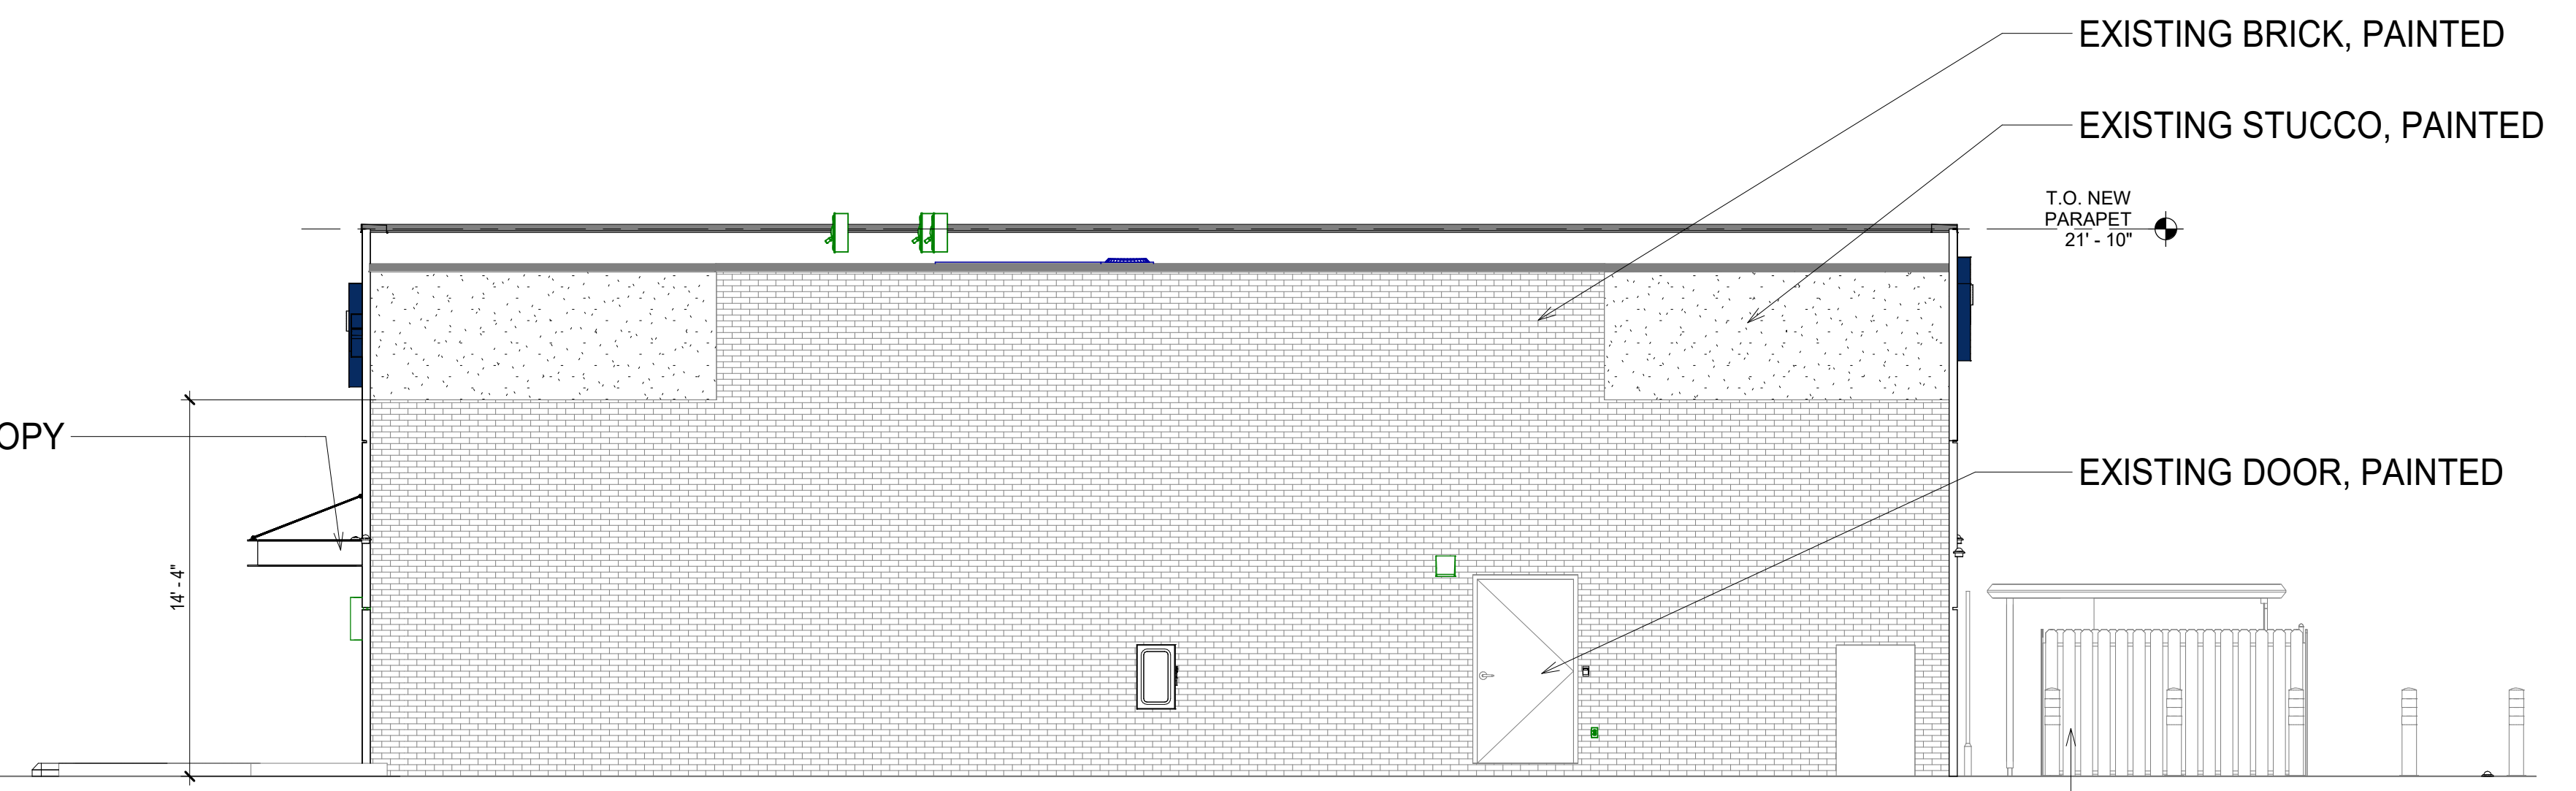 EXISTING BRICK, PAINTED
EXISTING STUCCO, PAINTED
T.O. NEW
PARAPET
21' - 10"
OPY
EXISTING DOOR, PAINTED
14' - 4"